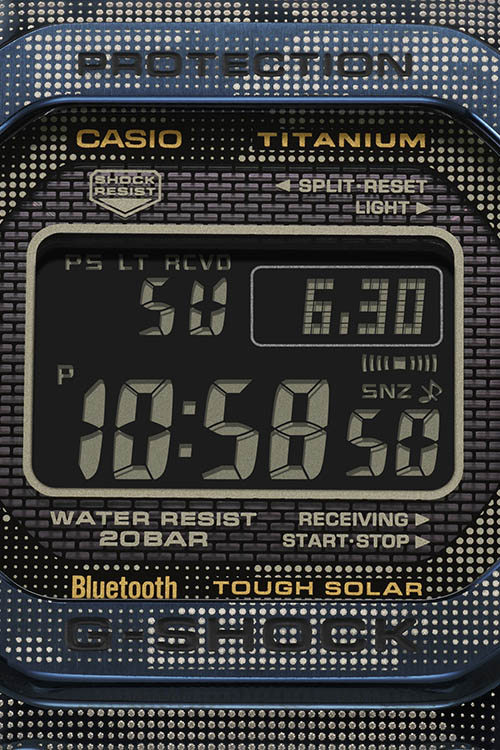 PROTECTION
CASIO TITANIUM
SHOCK RESIST
◄ SPLIT·RESET
LIGHT ►
PS LT RCVD
SU 6.30
SNZ
P 10:58 50
WATER RESIST RECEIVING ►
20BAR START·STOP ►
Bluetooth TOUGH SOLAR
G-SHOCK